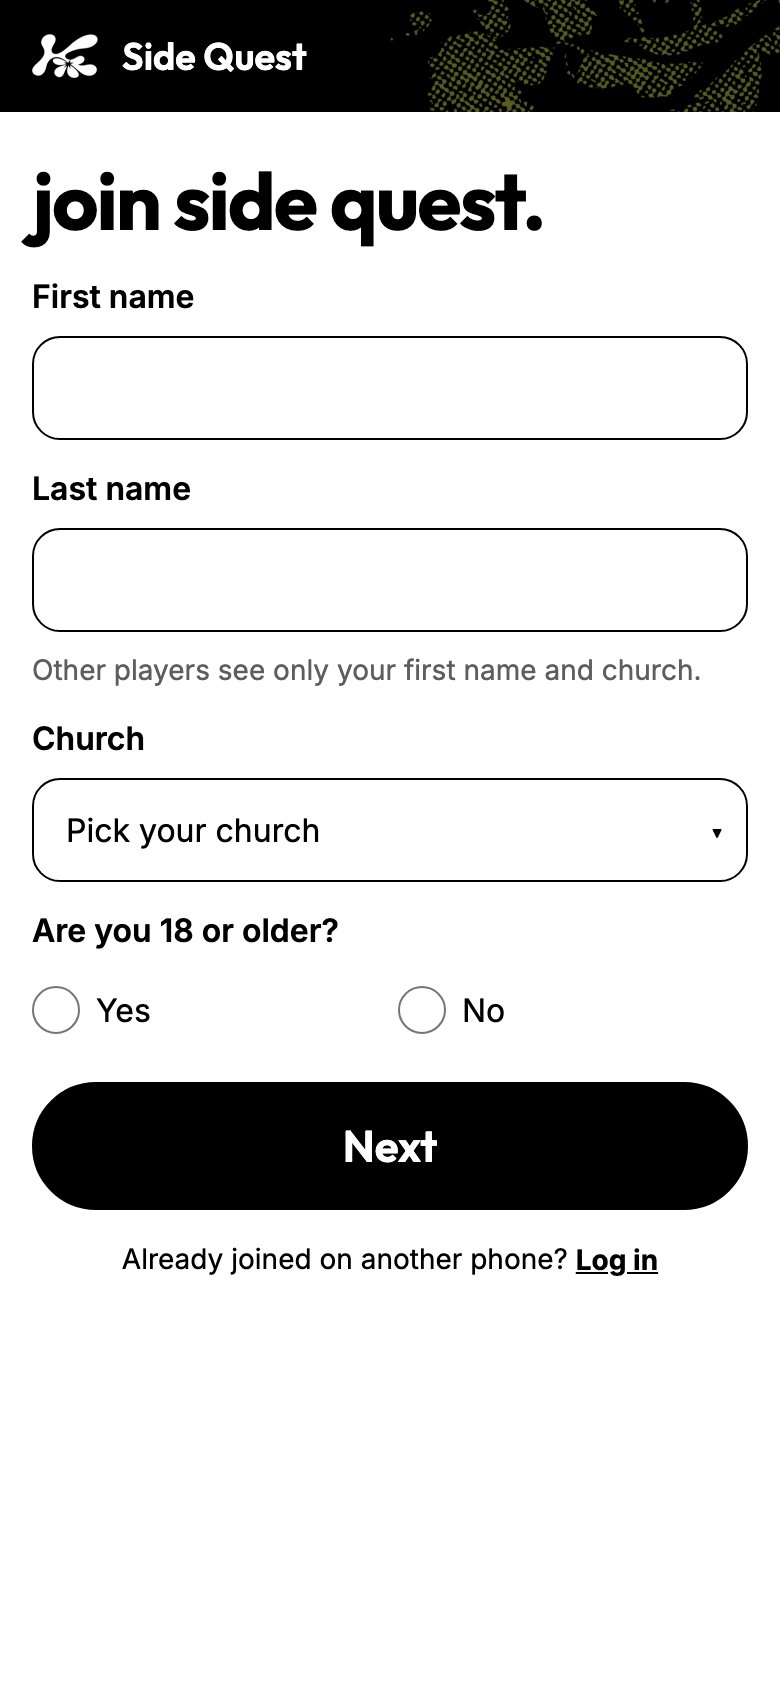 Side Quest
join side quest.
First name
Last name
Other players see only your first name and church.
Church
Pick your church
Are you 18 or older?
Yes
No
Next
Already joined on another phone? Log in